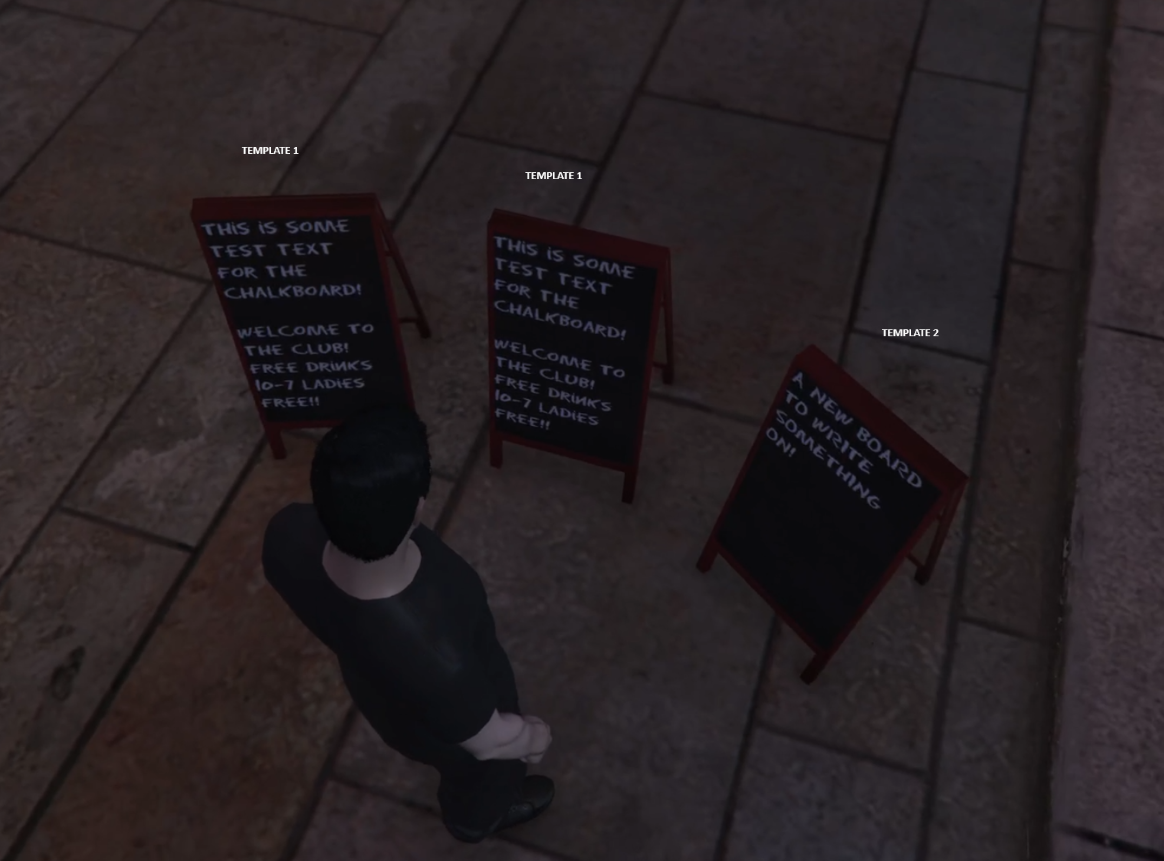 TEMPLATE 1
THIS IS SOME
TEST TEXT
FOR THE
CHALKBOARD!
WELCOME TO
THE CLUB!
FREE DRINKS
10-7 LADIES
FREE!!
TEMPLATE 1
THIS IS SOME
TEST TEXT
FOR THE
CHALKBOARD!
WELCOME TO
THE CLUB!
FREE DRINKS
10-7 LADIES
FREE!!
TEMPLATE 2
A NEW BOARD
TO WRITE
SOMETHING
ON!